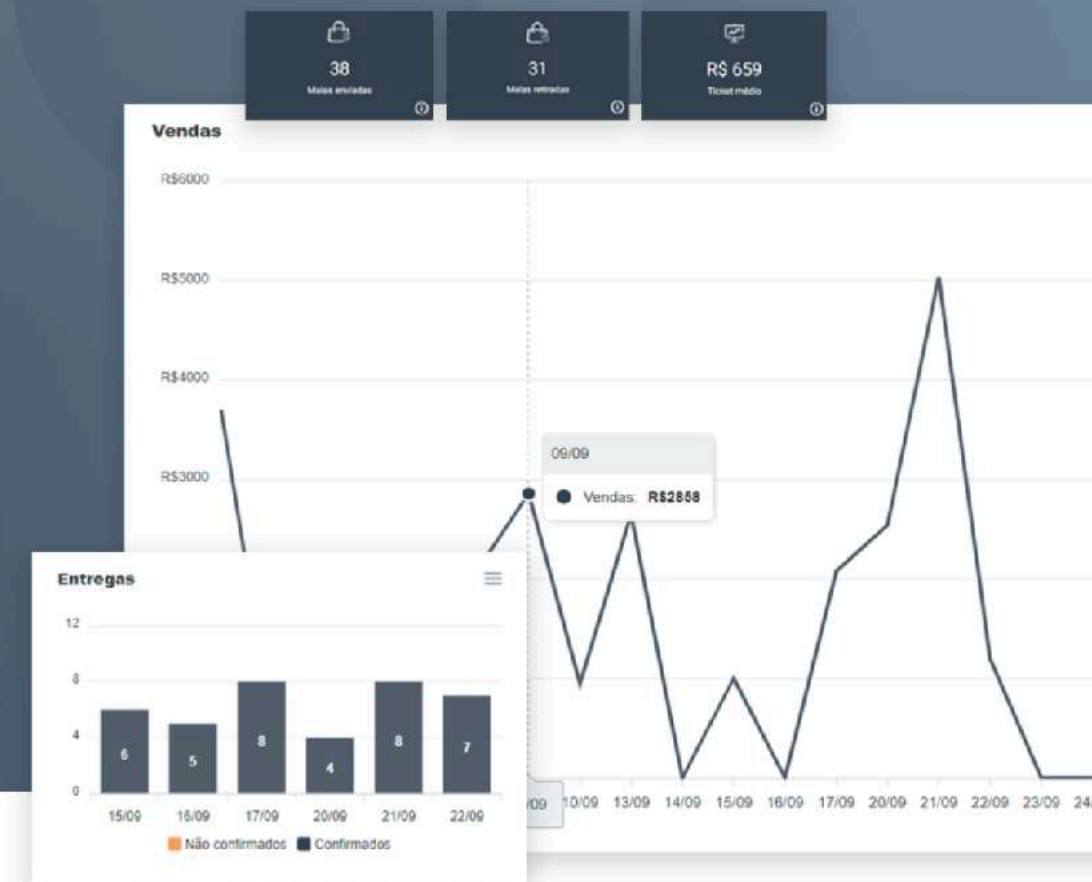 38
Malas enviadas
31
Malas retiradas
R$ 659
Ticket médio
Vendas
R$6000
R$5000
R$4000
R$3000
09/09
Vendas: R$2858
/09 10/09 13/09 14/09 15/09 16/09 17/09 20/09 21/09 22/09 23/09 24/
Entregas
12
8
4
0
6 5 8 4 8 7
15/09 16/09 17/09 20/09 21/09 22/09
Não confirmados Confirmados